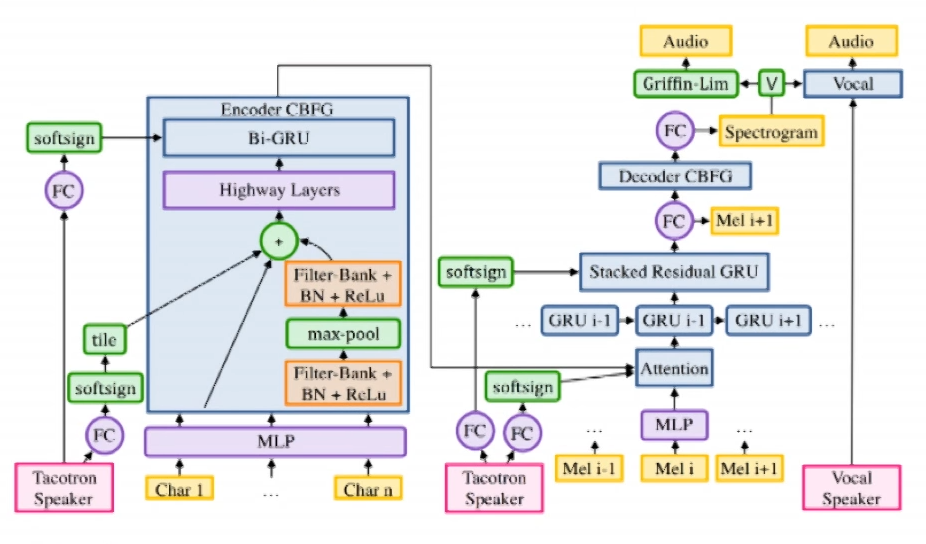 Audio
Audio
Griffin-Lim
V
Vocal
FC
Spectrogram
Decoder CBFG
FC
Mel i+1
Encoder CBFG
softsign
Bi-GRU
FC
Highway Layers
+
Filter-Bank +
BN + ReLu
tile
max-pool
softsign
Filter-Bank +
BN + ReLu
FC
MLP
Tacotron
Speaker
Char 1
...
Char n
softsign
Stacked Residual GRU
...
GRU i-1
GRU i-1
GRU i+1
...
Attention
softsign
FC
FC
...
MLP
...
Tacotron
Speaker
Mel i-1
Mel i
Mel i+1
Vocal
Speaker